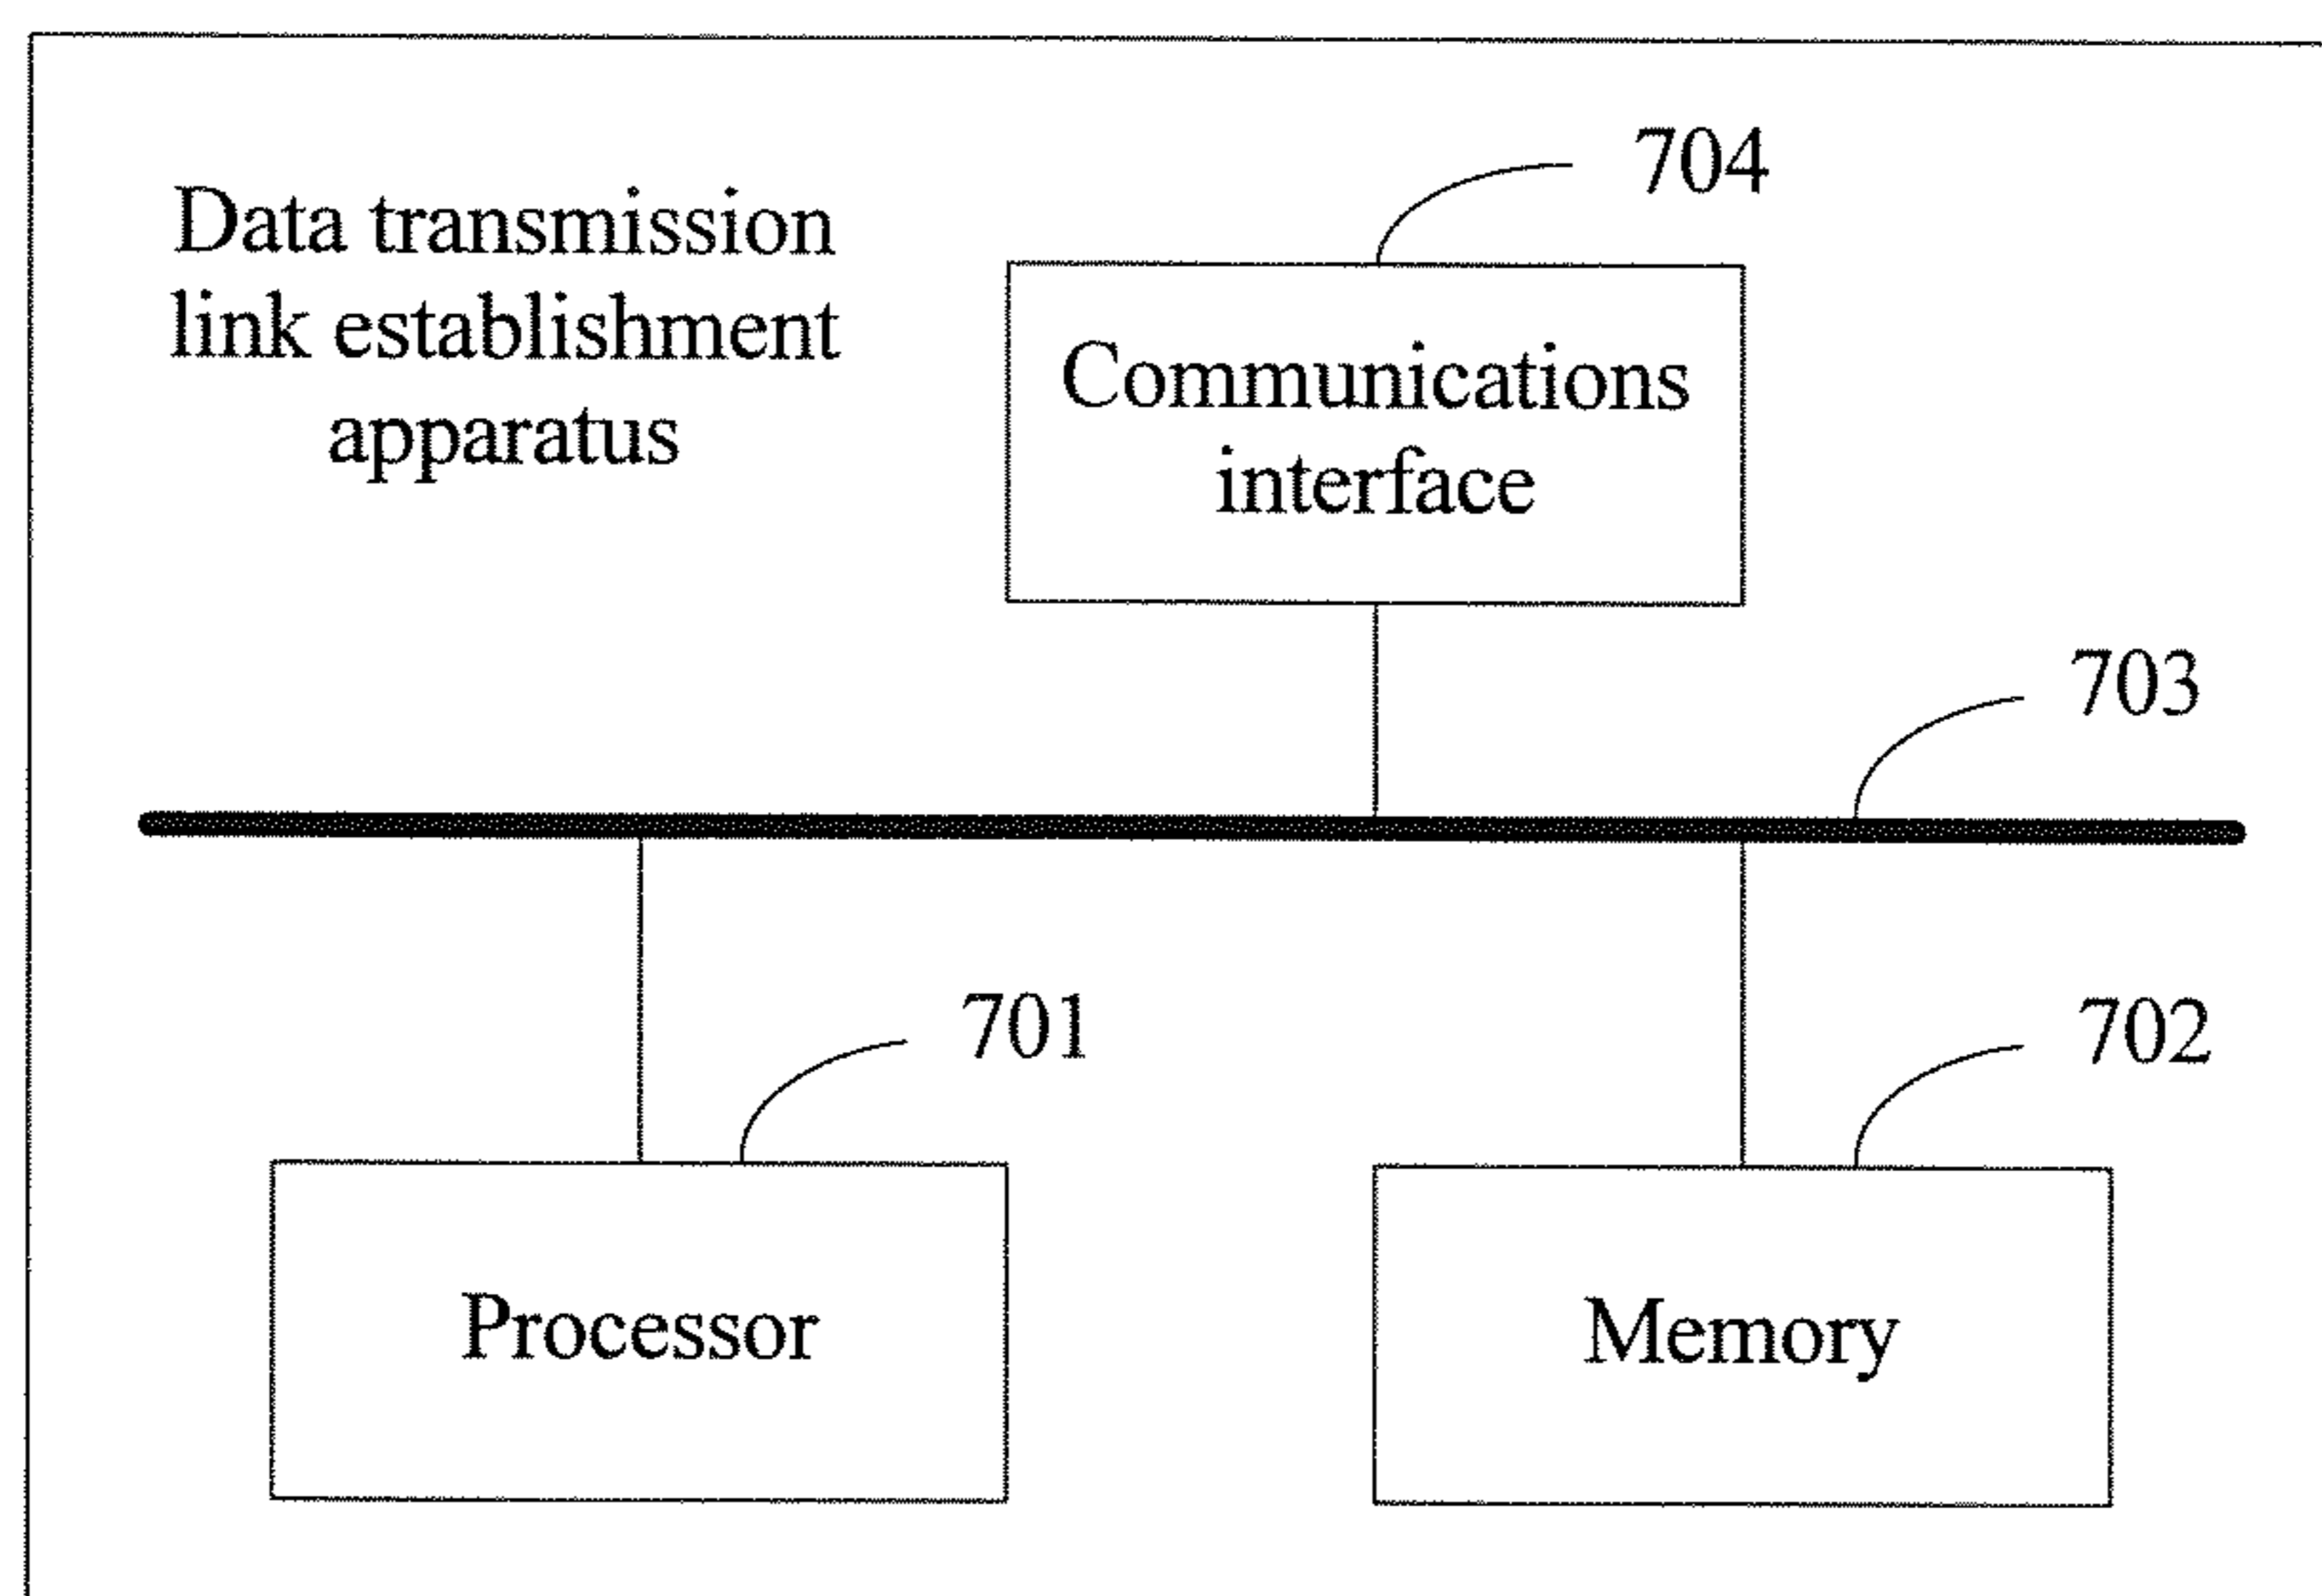 Data transmission
link establishment
apparatus
704
Communications
interface
703
701
702
Processor
Memory